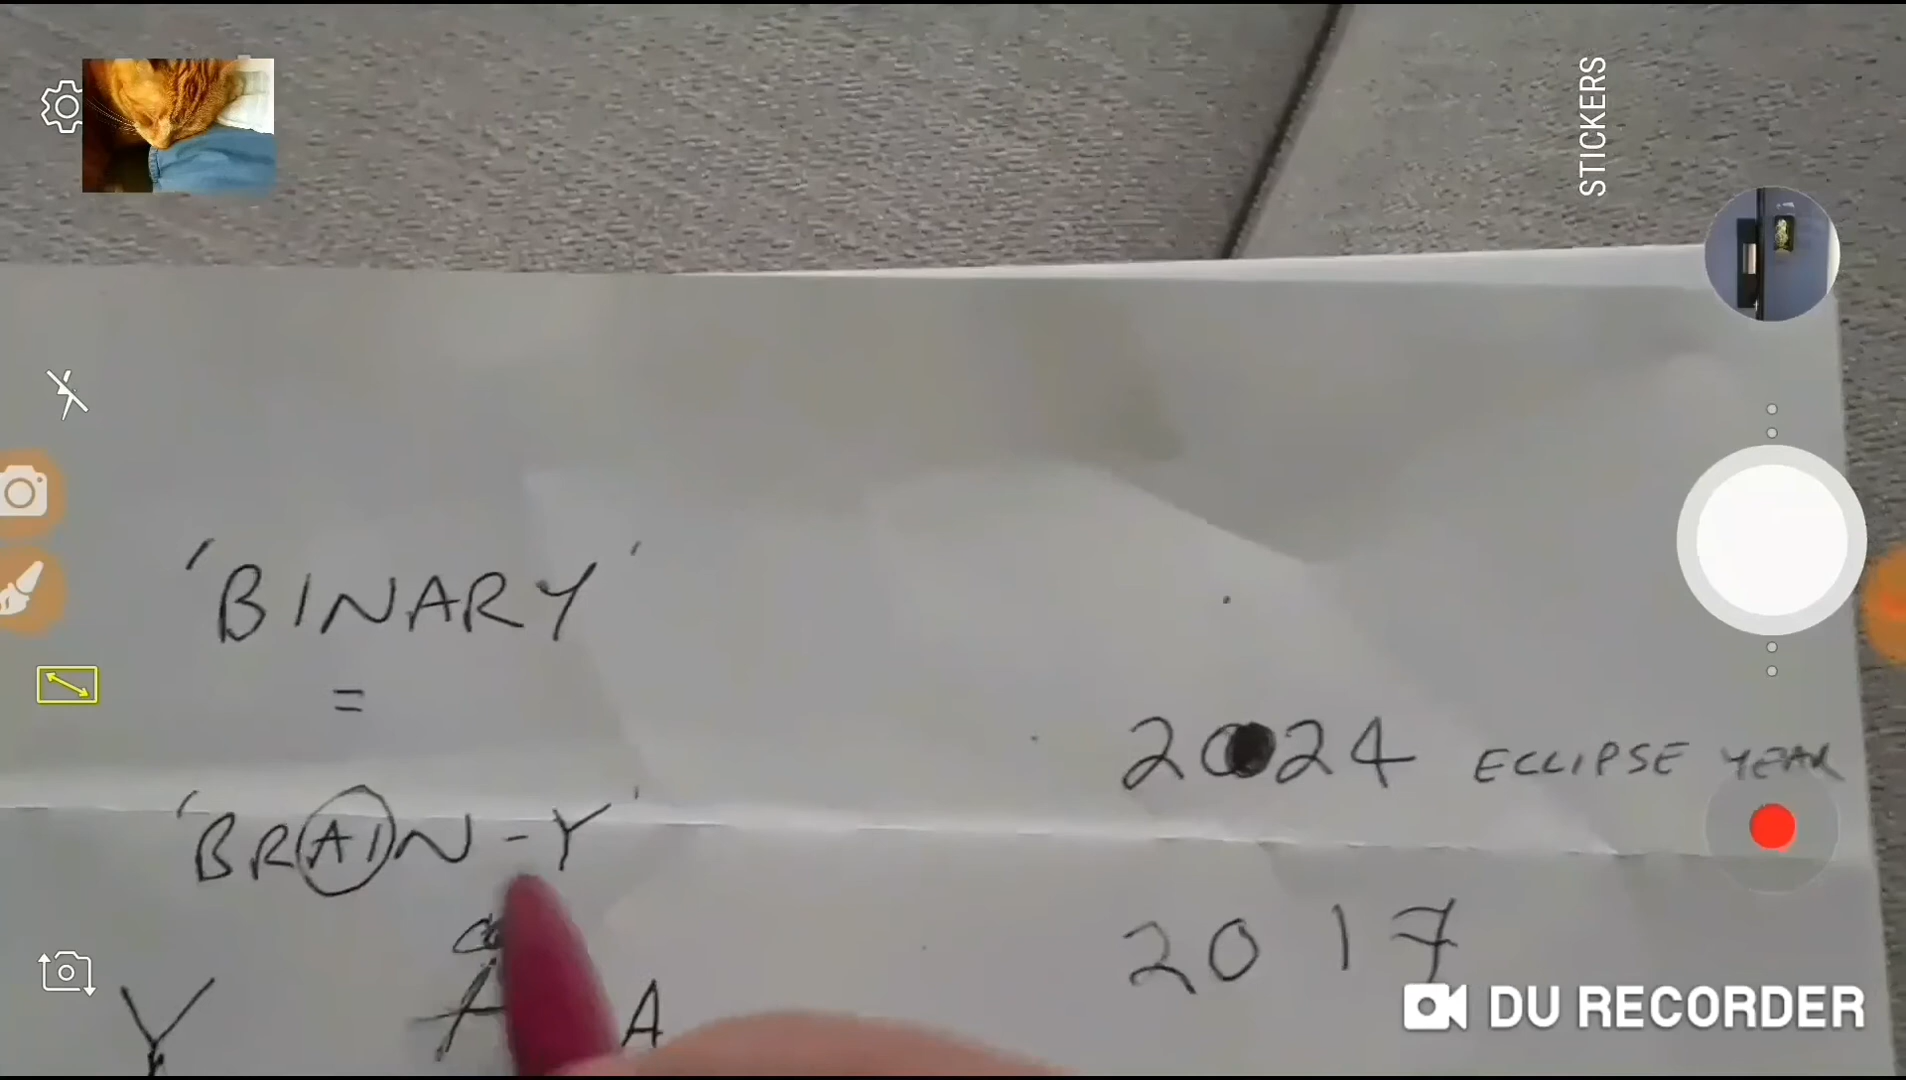 STICKERS
'BINARY'
=
'BRAIN-Y'
Y
A
2024 ECLIPSE YEAR
2017
DU RECORDER